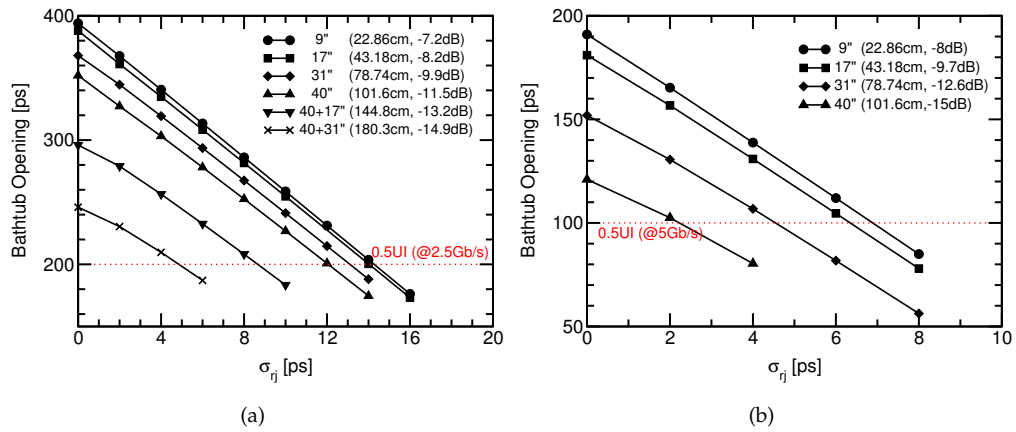 400
300
200
Bathtub Opening [ps]
9" (22.86cm, -7.2dB)
17" (43.18cm, -8.2dB)
31" (78.74cm, -9.9dB)
40" (101.6cm, -11.5dB)
40+17" (144.8cm, -13.2dB)
40+31" (180.3cm, -14.9dB)
0.5UI (@2.5Gb/s)
0 4 8 12 16 20
σrj [ps]
(a)
200
150
100
50
Bathtub Opening [ps]
9" (22.86cm, -8dB)
17" (43.18cm, -9.7dB)
31" (78.74cm, -12.6dB)
40" (101.6cm, -15dB)
0.5UI (@5Gb/s)
0 2 4 6 8 10
σrj [ps]
(b)